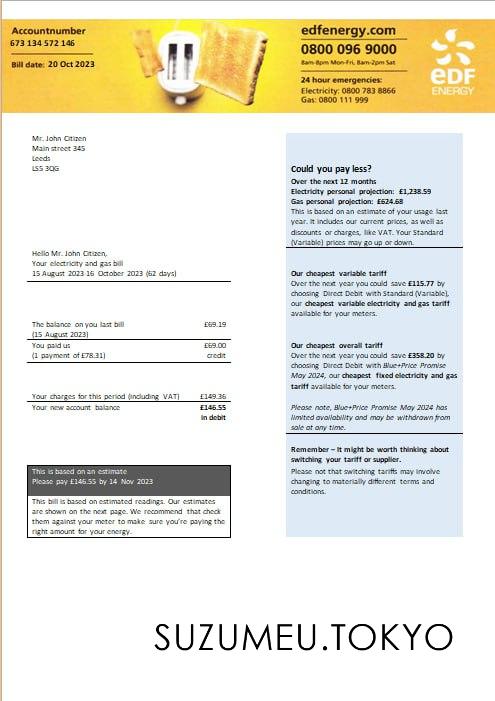 Accountnumber
673 134 572 146
Bill date: 20 Oct 2023
edfenergy.com
0800 096 9000
8am-8pm Mon-Fri, 8am-2pm Sat
24 hour emergencies:
Electricity: 0800 783 8866
Gas: 0800 111 999
eDF
ENERGY
Mr. John Citizen
Main street 345
Leeds
LS5 3QG
Hello Mr. John Citizen,
Your electricity and gas bill
15 August 2023-16 October 2023 (62 days)
The balance on you last bill £69.19
(15 August 2023)
You paid us £69.00
(1 payment of £78.31) credit
Your charges for this period (including VAT) £149.36
Your new account balance £146.55
in debit
This is based on an estimate
Please pay £146.55 by 14 Nov 2023
This bill is based on estimated readings. Our estimates
are shown on the next page. We recommend that check
them against your meter to make sure you're paying the
right amount for your energy.
Could you pay less?
Over the next 12 months
Electricity personal projection: £1,238.59
Gas personal projection: £624.68
This is based on an estimate of your usage last
year. It includes our current prices, as well as
discounts or charges, like VAT. Your Standard
(Variable) prices may go up or down.
Our cheapest variable tariff
Over the next year you could save £115.77 by
choosing Direct Debit with Standard (Variable),
our cheapest variable electricity and gas tariff
available for your meters.
Our cheapest overall tariff
Over the next year you could save £358.20 by
choosing Direct Debit with Blue+Price Promise
May 2024, our cheapest fixed electricity and gas
tariff available for your meters.
Please note, Blue+Price Promise May 2024 has
limited availability and may be withdrawn from
sale at any time.
Remember – It might be worth thinking about
switching your tariff or supplier.
Please not that switching tariffs may involve
changing to materially different terms and
conditions.
SUZUMEU.TOKYO